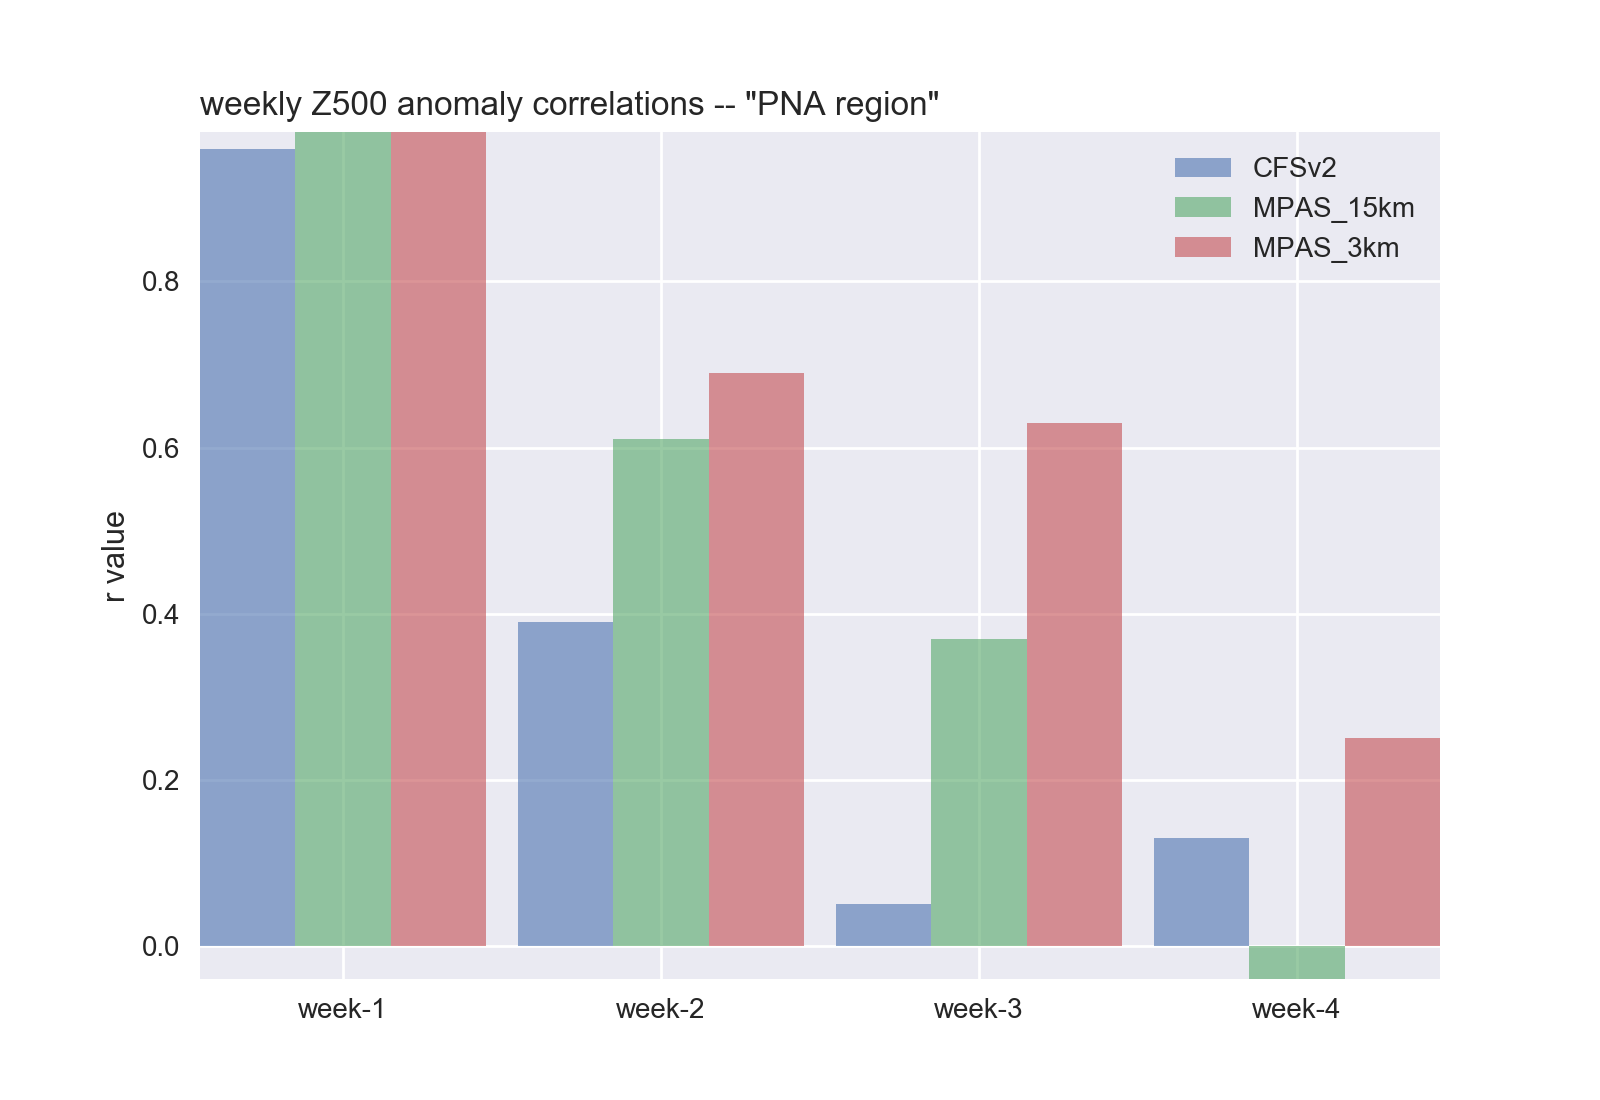 weekly Z500 anomaly correlations -- "PNA region"
CFSv2
MPAS_15km
MPAS_3km
0.8
0.6
0.4
0.2
0.0
r value
week-1
week-2
week-3
week-4